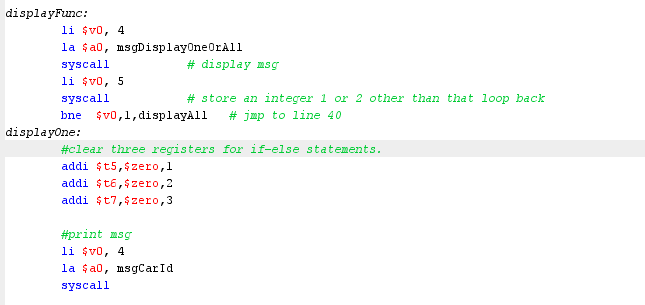 displayFunc:
li $v0, 4
la $a0, msgDisplayOneOrAll
syscall # display msg
li $v0, 5
syscall # store an integer 1 or 2 other than that loop back
bne $v0,1,displayAll # jmp to line 40
displayOne:
#clear three registers for if-else statements.
addi $t5,$zero,1
addi $t6,$zero,2
addi $t7,$zero,3
#print msg
li $v0, 4
la $a0, msgCarId
syscall